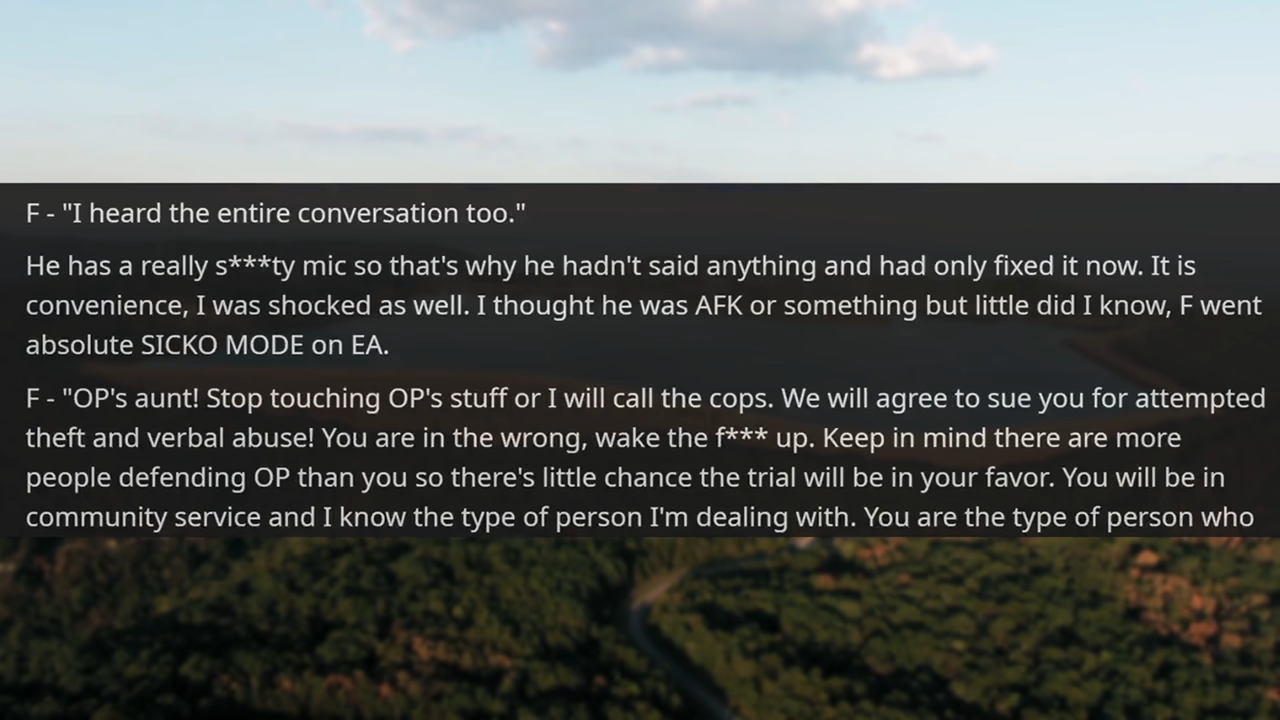 F - "I heard the entire conversation too."
He has a really s***ty mic so that's why he hadn't said anything and had only fixed it now. It is
convenience, I was shocked as well. I thought he was AFK or something but little did I know, F went
absolute SICKO MODE on EA.
F - "OP's aunt! Stop touching OP's stuff or I will call the cops. We will agree to sue you for attempted
theft and verbal abuse! You are in the wrong, wake the f*** up. Keep in mind there are more
people defending OP than you so there's little chance the trial will be in your favor. You will be in
community service and I know the type of person I'm dealing with. You are the type of person who